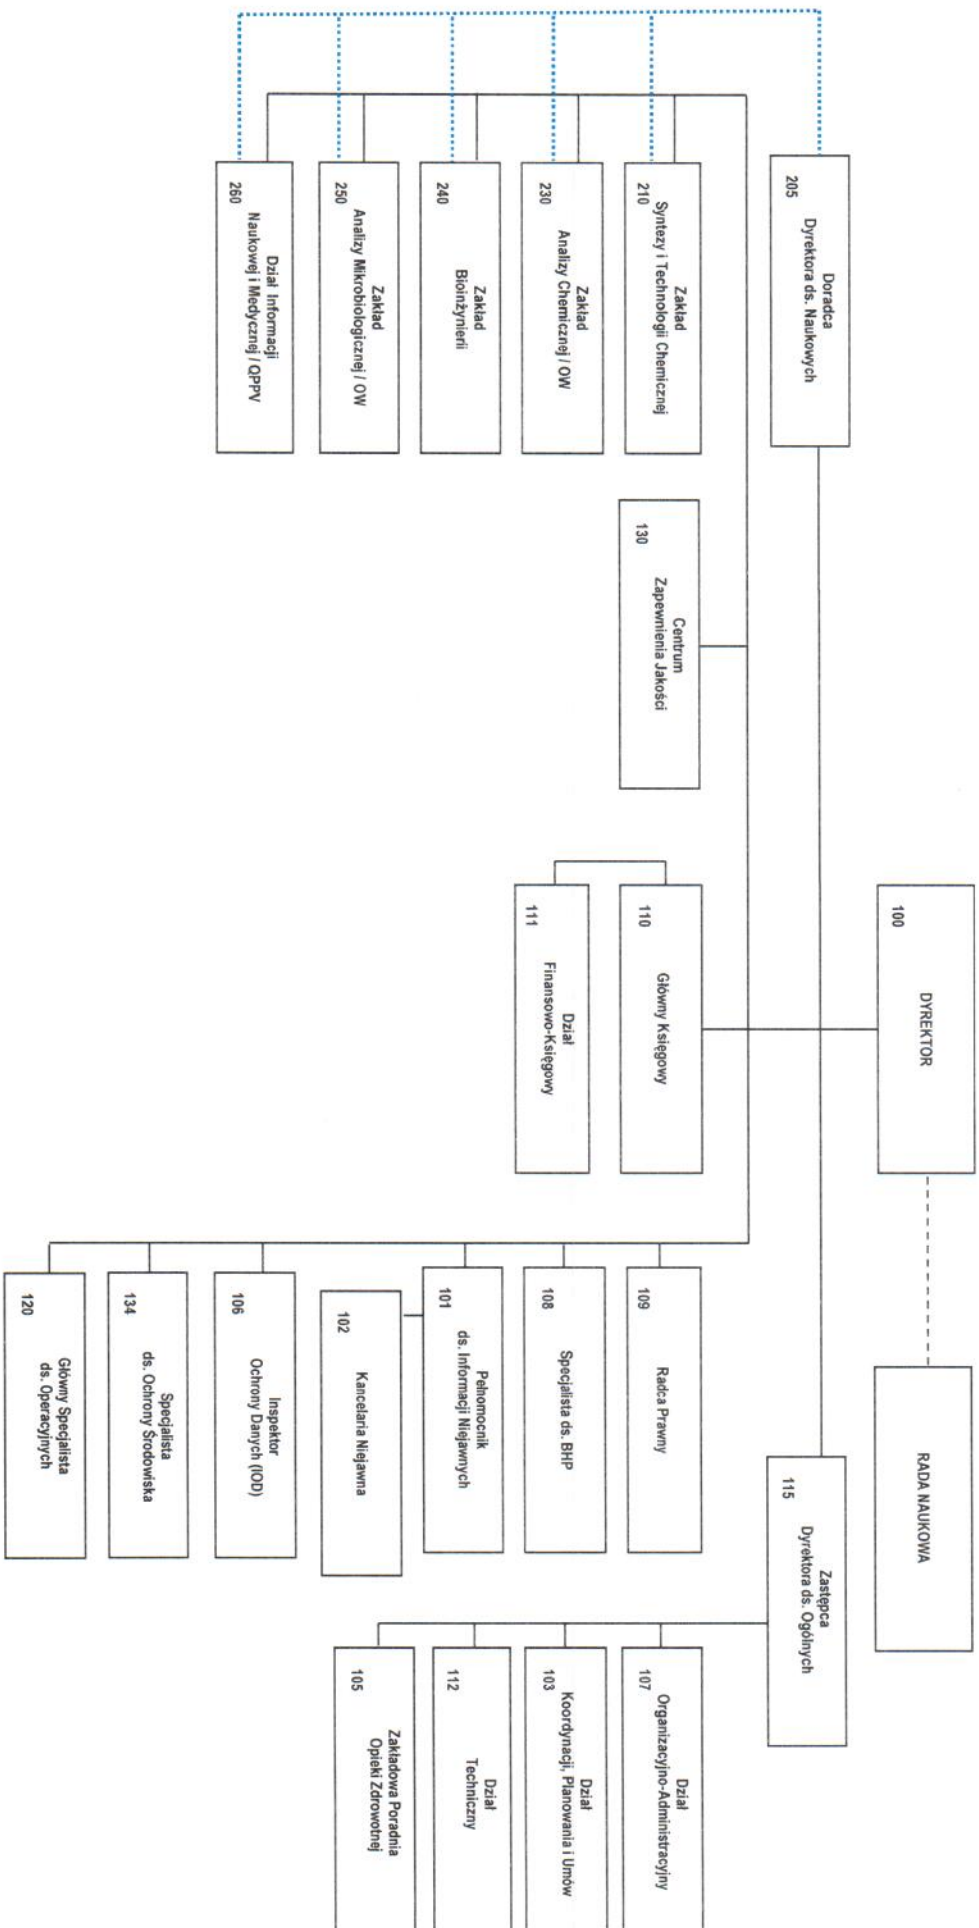 100
DYREKTOR
RADA NAUKOWA
205
Doradca
Dyrektora ds. Naukowych
115
Zastępca
Dyrektora ds. Ogólnych
210
Zakład
Syntezy i Technologii Chemicznej
230
Zakład
Analizy Chemicznej / OW
240
Zakład
Bioinżynierii
250
Zakład
Analizy Mikrobiologicznej / OW
260
Dział Informacji
Naukowej i Medycznej / QPPV
130
Centrum
Zapewnienia Jakości
110
Główny Księgowy
111
Dział
Finansowo-Księgowy
109
Radca Prawny
108
Specjalista ds. BHP
101
Pełnomocnik
ds. Informacji Niejawnych
102
Kancelaria Niejawna
106
Inspektor
Ochrony Danych (IOD)
134
Specjalista
ds. Ochrony Środowiska
120
Główny Specjalista
ds. Operacyjnych
107
Dział
Organizacyjno-Administracyjny
103
Dział
Koordynacji, Planowania i Umów
112
Dział
Techniczny
105
Zakładowa Poradnia
Opieki Zdrowotnej